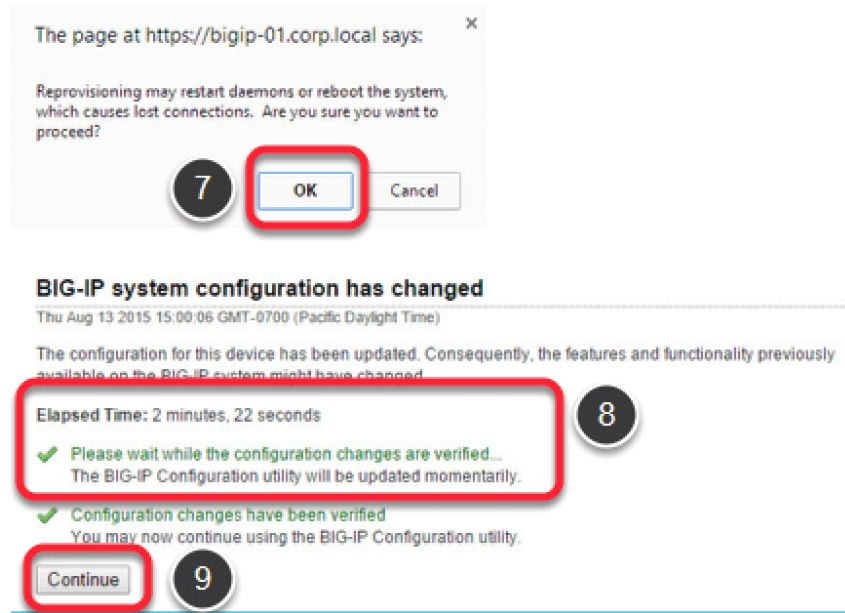 The page at https://bigip-01.corp.local says:
×
Reprovisioning may restart daemons or reboot the system,
which causes lost connections. Are you sure you want to
proceed?
7
OK
Cancel
BIG-IP system configuration has changed
Thu Aug 13 2015 15:00:06 GMT-0700 (Pacific Daylight Time)
The configuration for this device has been updated. Consequently, the features and functionality previously
available on the BIG-IP system might have changed.
Elapsed Time: 2 minutes, 22 seconds
8
Please wait while the configuration changes are verified...
The BIG-IP Configuration utility will be updated momentarily.
Configuration changes have been verified
You may now continue using the BIG-IP Configuration utility.
Continue
9